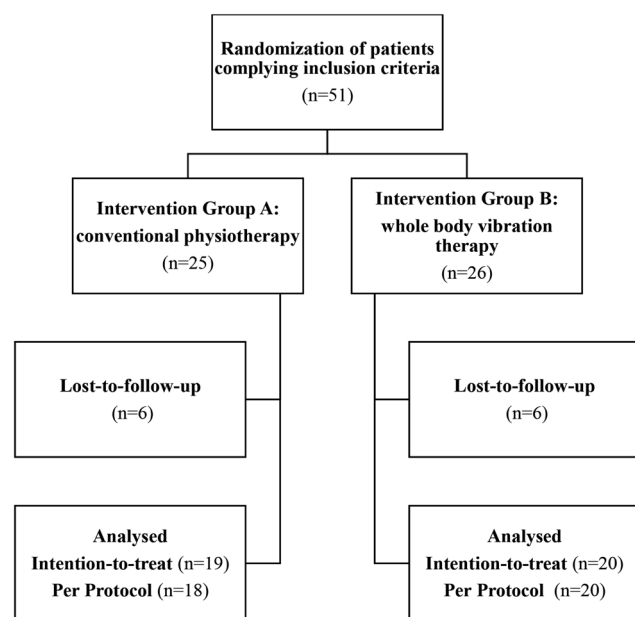 Randomization of patients
complying inclusion criteria
(n=51)
Intervention Group A:
conventional physiotherapy
(n=25)
Intervention Group B:
whole body vibration
therapy
(n=26)
Lost-to-follow-up
(n=6)
Lost-to-follow-up
(n=6)
Analysed
Intention-to-treat (n=19)
Per Protocol (n=18)
Analysed
Intention-to-treat (n=20)
Per Protocol (n=20)